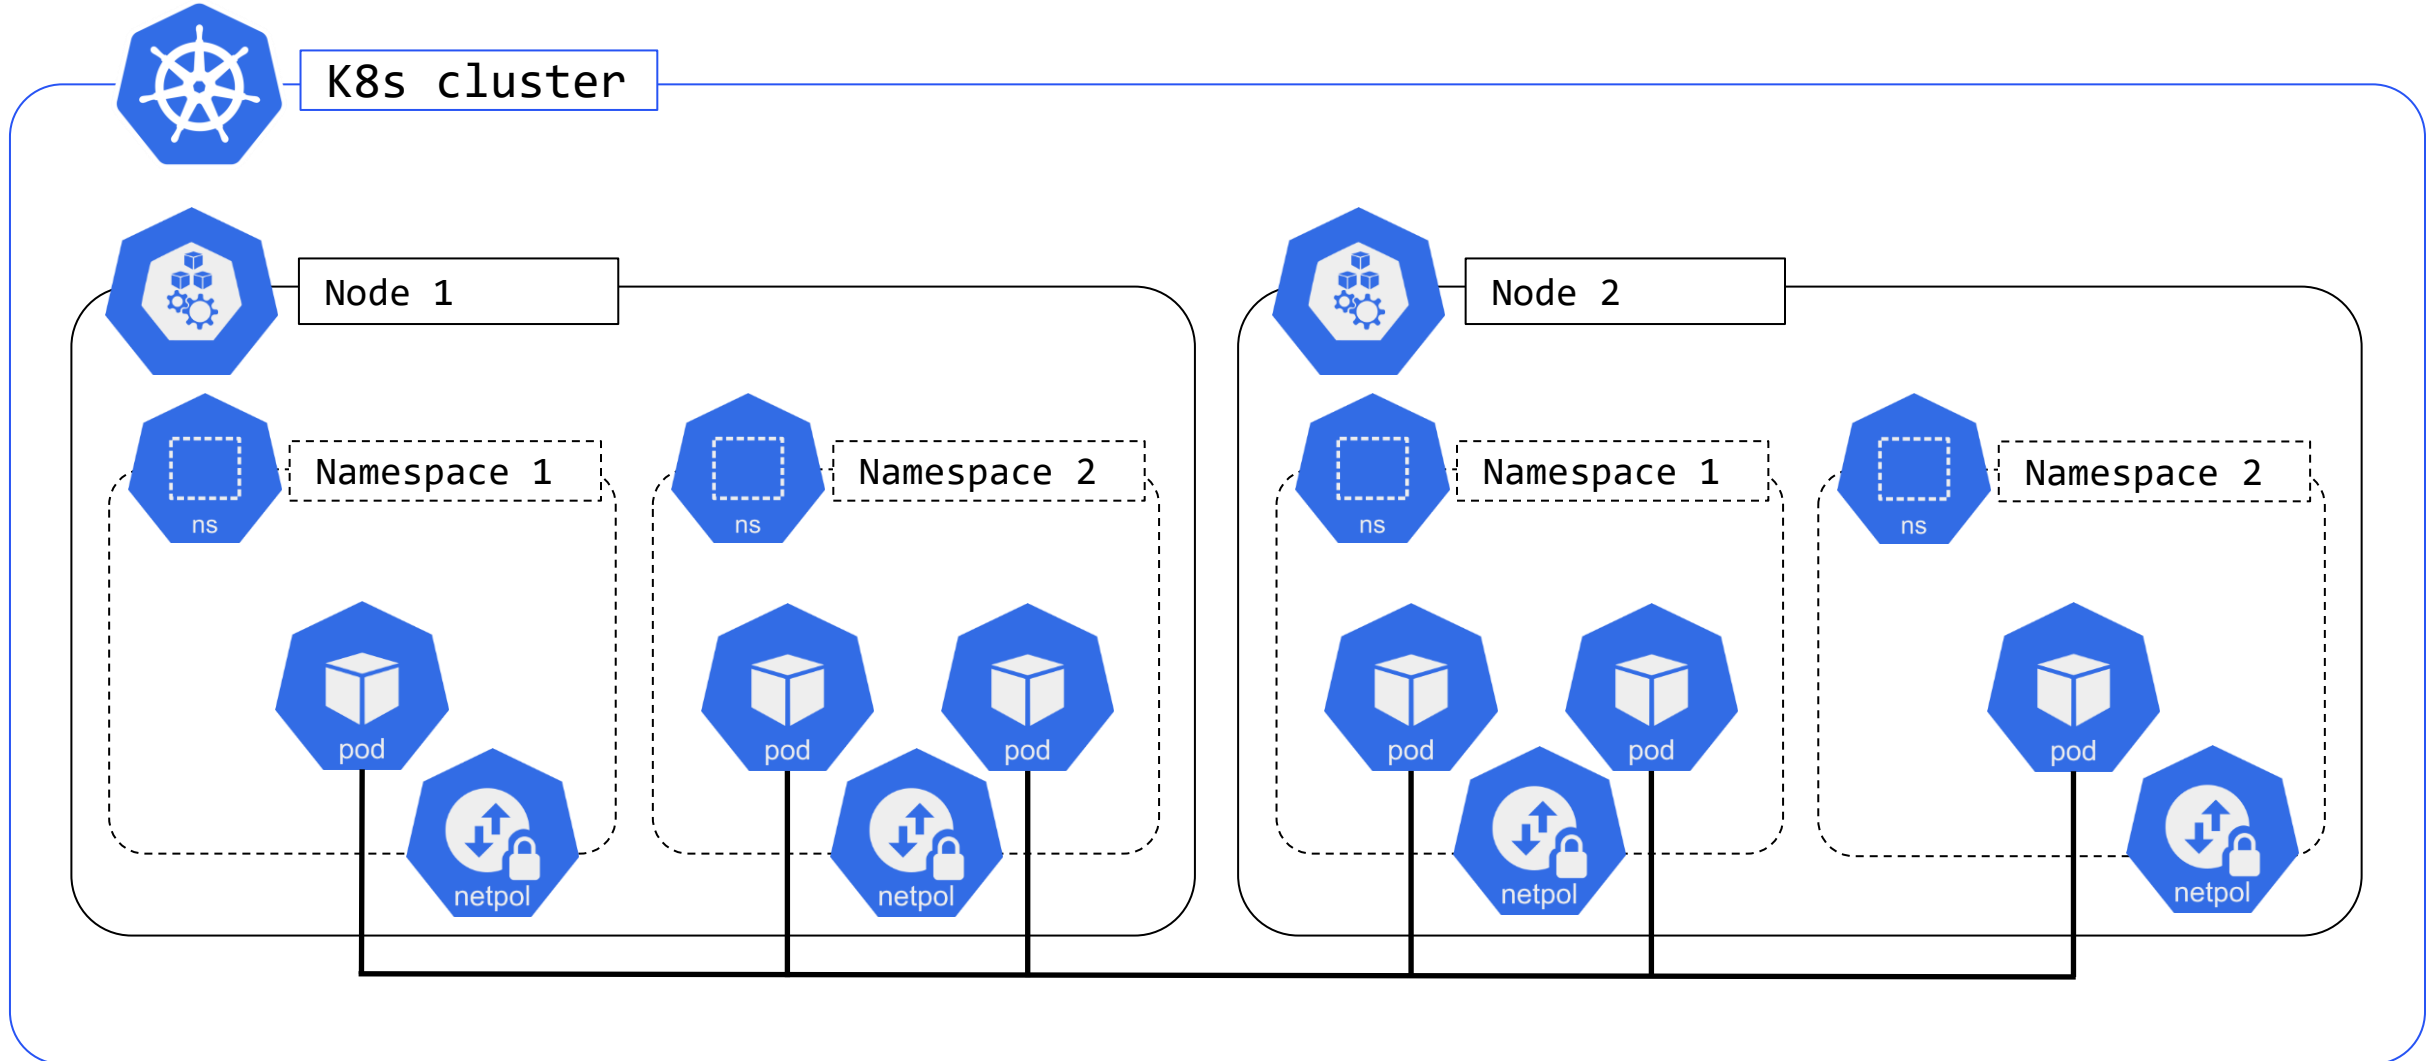 K8s cluster
Node 1
Node 2
Namespace 1
Namespace 2
Namespace 1
Namespace 2
ns
ns
ns
ns
pod
pod
pod
pod
pod
pod
netpol
netpol
netpol
netpol